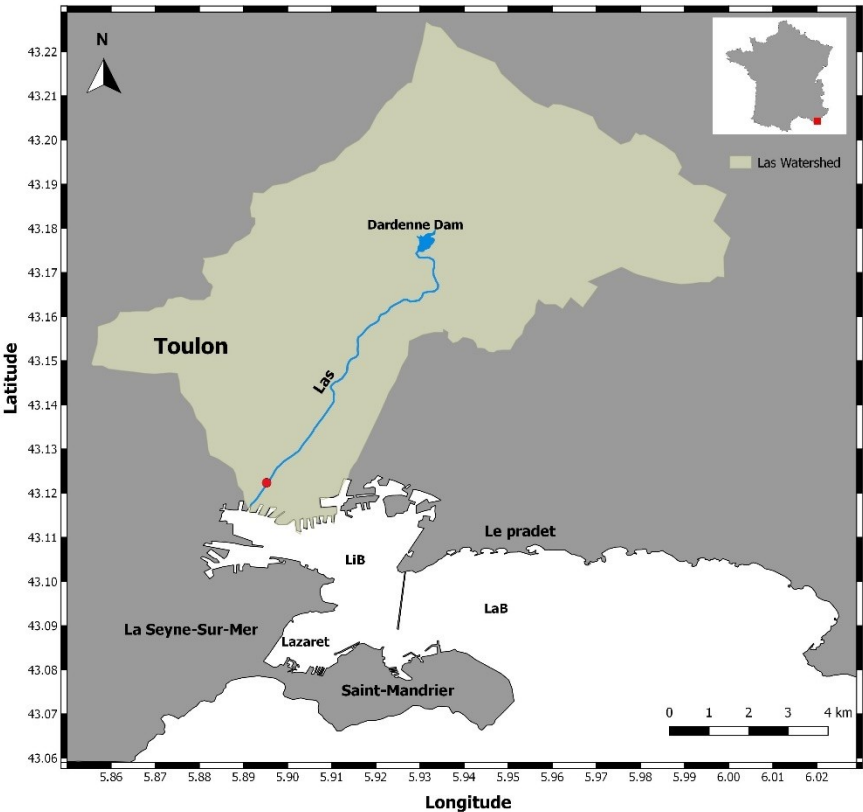 N
43.22
43.21
43.20
43.19
43.18
43.17
43.16
43.15
43.14
43.13
43.12
43.11
43.10
43.09
43.08
43.07
43.06
Latitude
Las Watershed
Dardenne Dam
Toulon
Las
Le pradet
LiB
LaB
La Seyne-Sur-Mer
Lazaret
Saint-Mandrier
0 1 2 3 4 km
5.86 5.87 5.88 5.89 5.90 5.91 5.92 5.93 5.94 5.95 5.96 5.97 5.98 5.99 6.00 6.01 6.02
Longitude